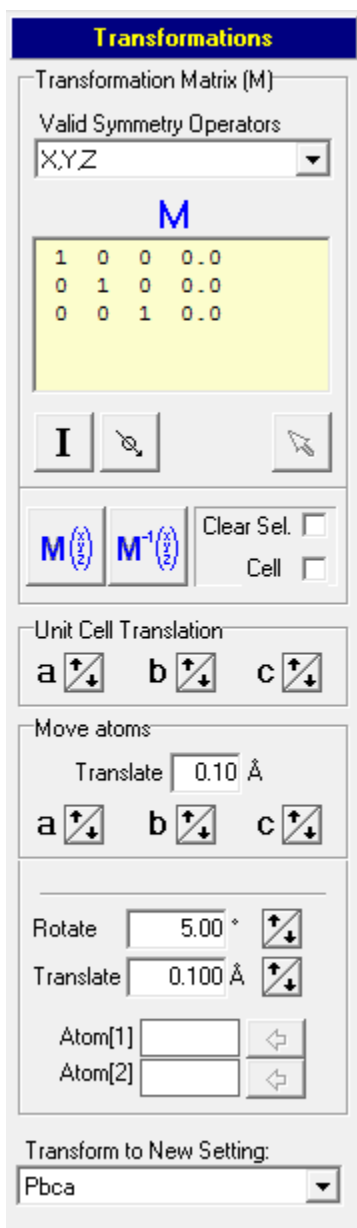 Transformations
Transformation Matrix (M)
Valid Symmetry Operators
X,Y,Z
M
1 0 0 0.0
0 1 0 0.0
0 0 1 0.0
I
M(x y z) M⁻¹(x y z) Clear Sel.
Cell
Unit Cell Translation
a b c
Move atoms
Translate 0.10 Å
a b c
Rotate 5.00 °
Translate 0.100 Å
Atom[1]
Atom[2]
Transform to New Setting:
Pbca